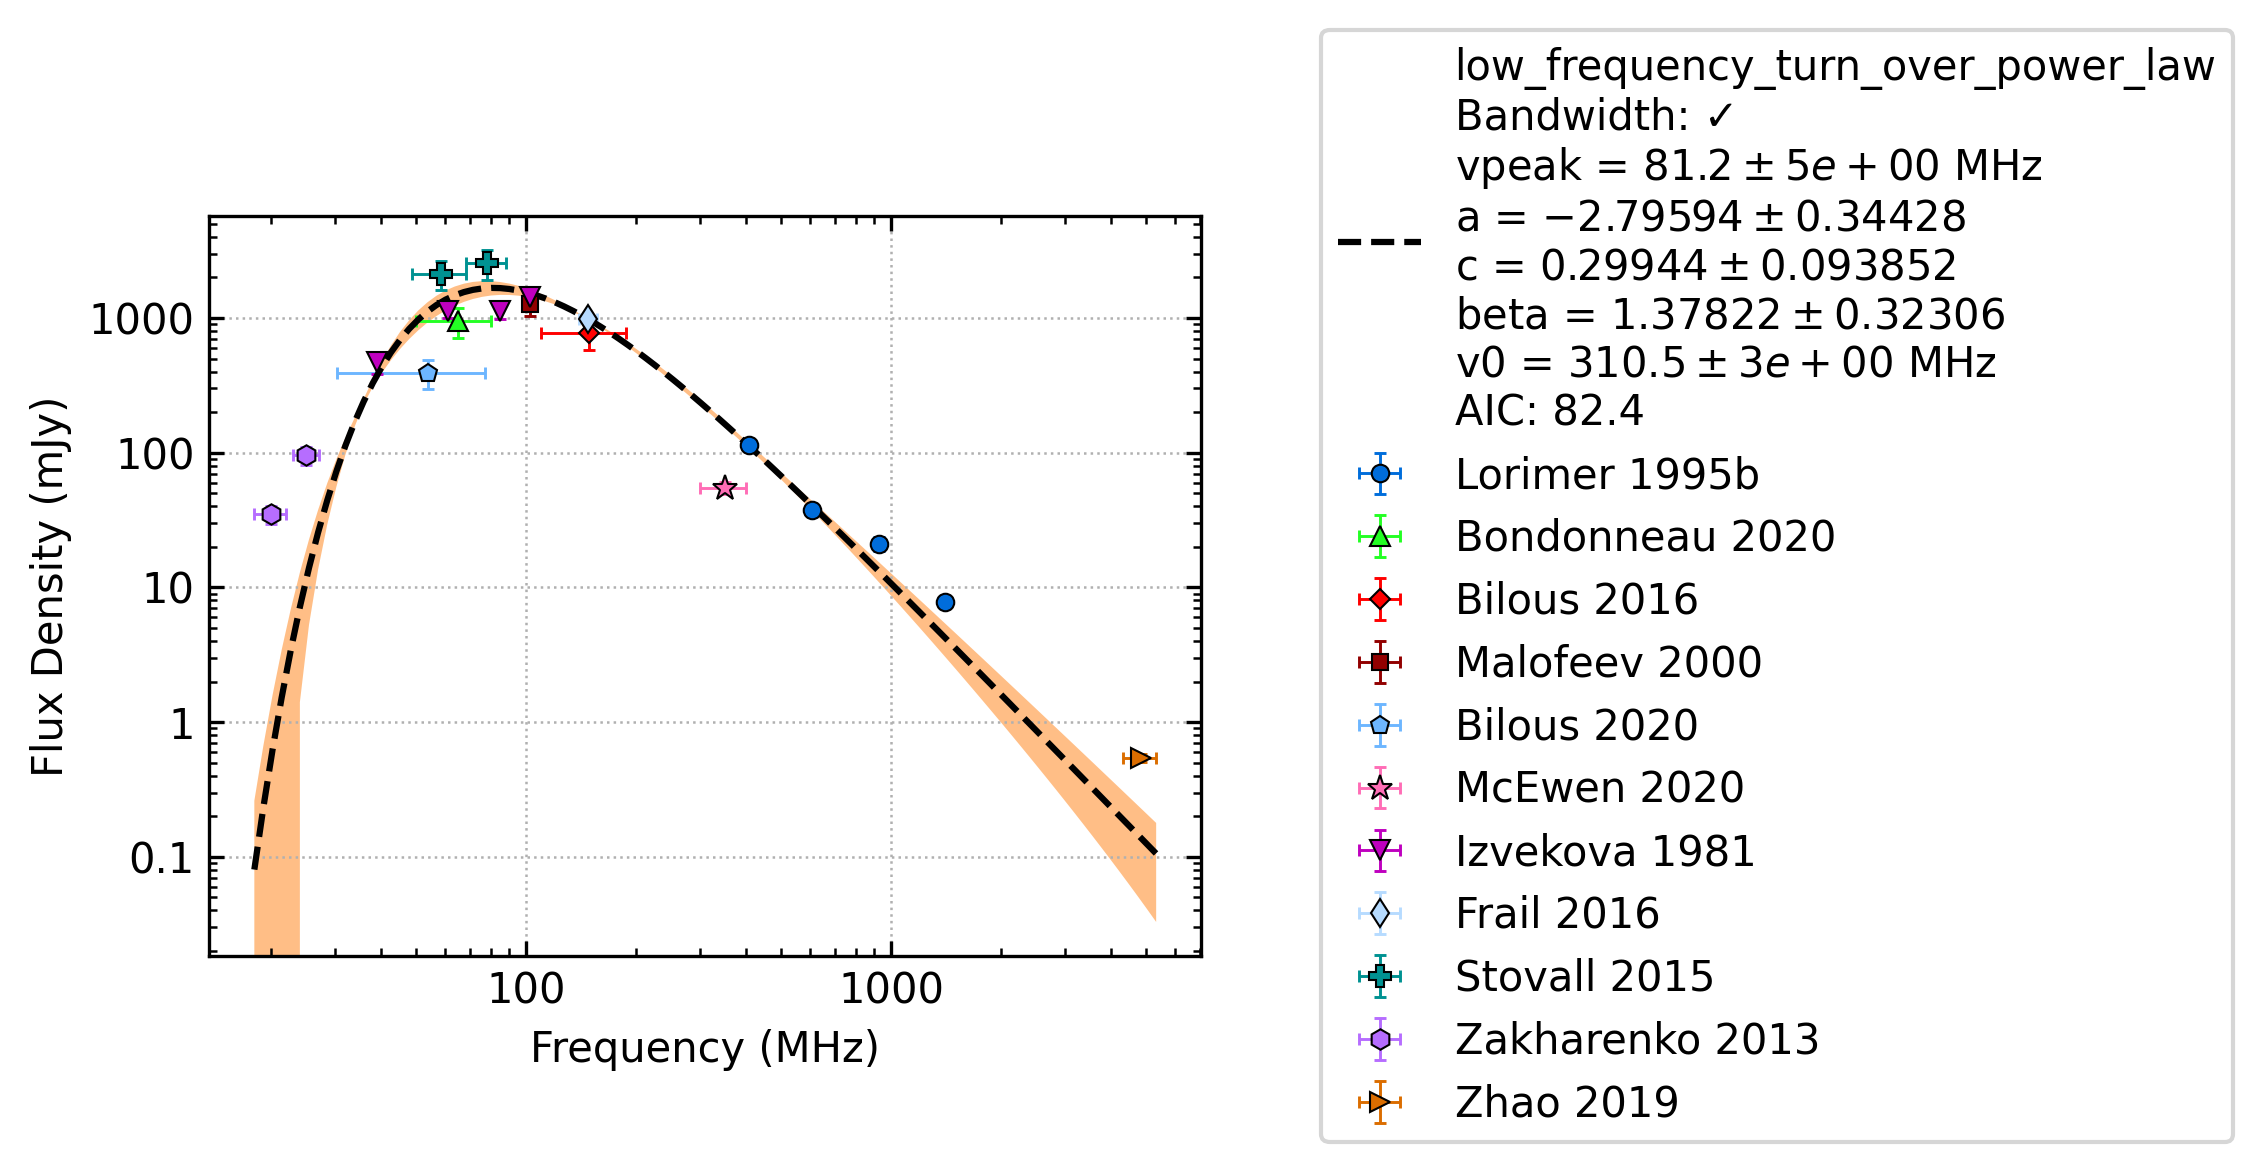 low_frequency_turn_over_power_law
Bandwidth: ✓
vpeak = 81.2 ± 5e + 00 MHz
a = −2.79594 ± 0.34428
c = 0.29944 ± 0.093852
beta = 1.37822 ± 0.32306
v0 = 310.5 ± 3e + 00 MHz
AIC: 82.4
Lorimer 1995b
Bondonneau 2020
Bilous 2016
Malofeev 2000
Bilous 2020
McEwen 2020
Izvekova 1981
Frail 2016
Stovall 2015
Zakharenko 2013
Zhao 2019
Flux Density (mJy)
1000
100
10
1
0.1
100 1000
Frequency (MHz)